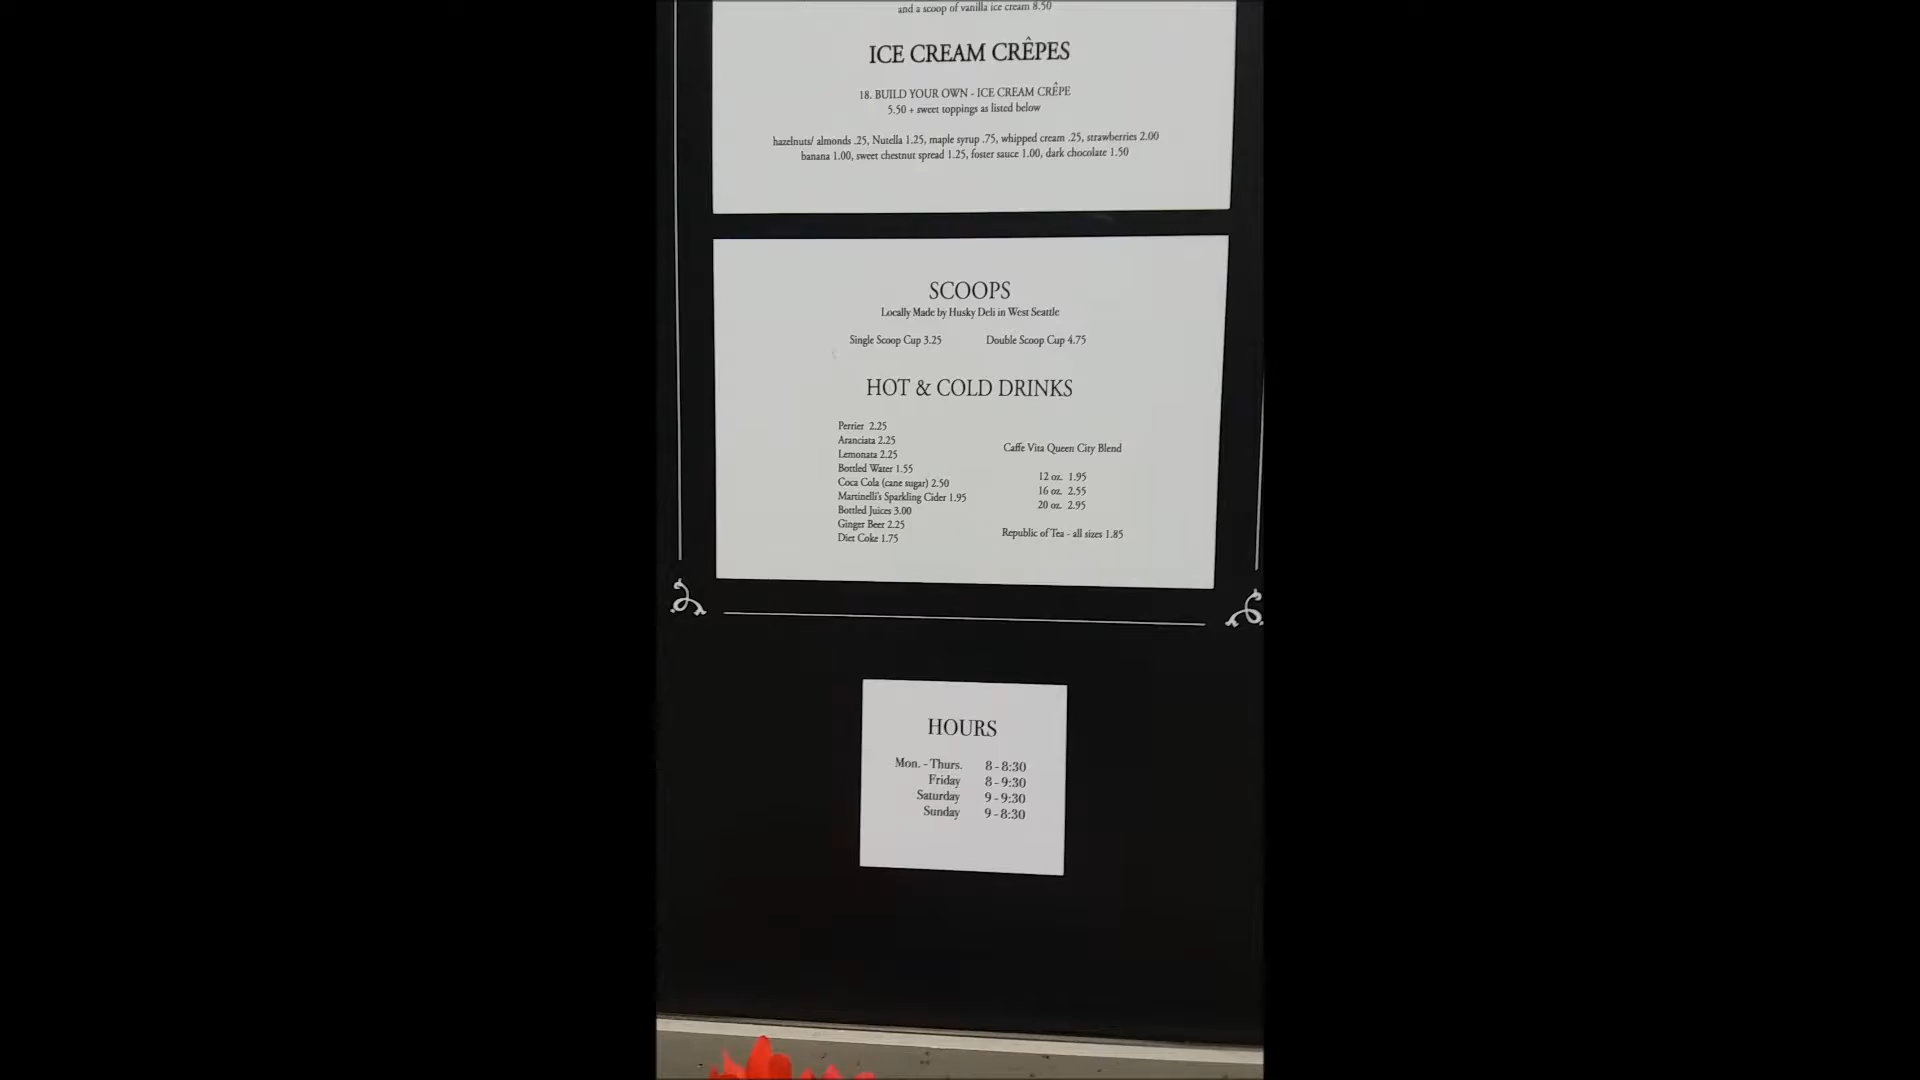 and a scoop of vanilla ice cream 8.50
ICE CREAM CRÊPES
18. BUILD YOUR OWN - ICE CREAM CRÊPE
5.50 + sweet toppings as listed below
hazelnuts/ almonds .25, Nutella 1.25, maple syrup .75, whipped cream .25, strawberries 2.00
banana 1.00, sweet chestnut spread 1.25, foster sauce 1.00, dark chocolate 1.50
SCOOPS
Locally Made by Husky Deli in West Seattle
Single Scoop Cup 3.25 Double Scoop Cup 4.75
HOT & COLD DRINKS
Perrier 2.25
Aranciata 2.25
Lemonata 2.25
Bottled Water 1.55
Coca Cola (cane sugar) 2.50
Martinelli's Sparkling Cider 1.95
Bottled Juices 3.00
Ginger Beer 2.25
Diet Coke 1.75
Caffe Vita Queen City Blend
12 oz. 1.95
16 oz. 2.55
20 oz. 2.95
Republic of Tea - all sizes 1.85
HOURS
Mon. - Thurs. 8 - 8:30
Friday 8 - 9:30
Saturday 9 - 9:30
Sunday 9 - 8:30